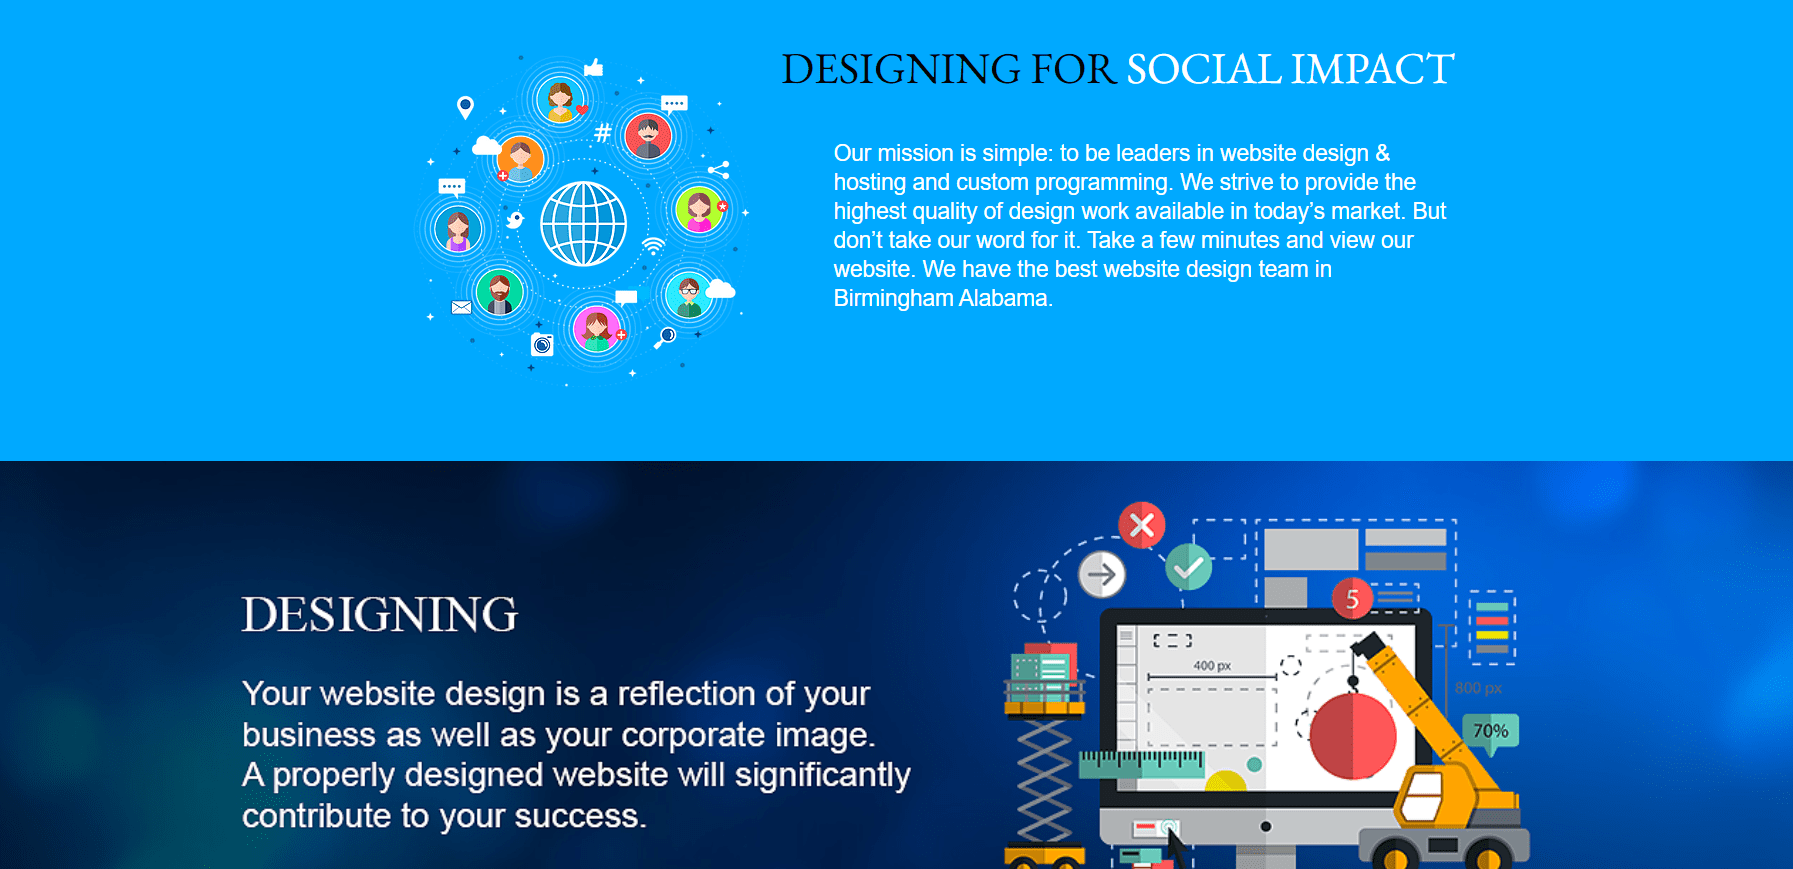 DESIGNING FOR SOCIAL IMPACT
Our mission is simple: to be leaders in website design &
hosting and custom programming. We strive to provide the
highest quality of design work available in today’s market. But
don’t take our word for it. Take a few minutes and view our
website. We have the best website design team in
Birmingham Alabama.
#
DESIGNING
Your website design is a reflection of your
business as well as your corporate image.
A properly designed website will significantly
contribute to your success.
5
400 px
800 px
70%